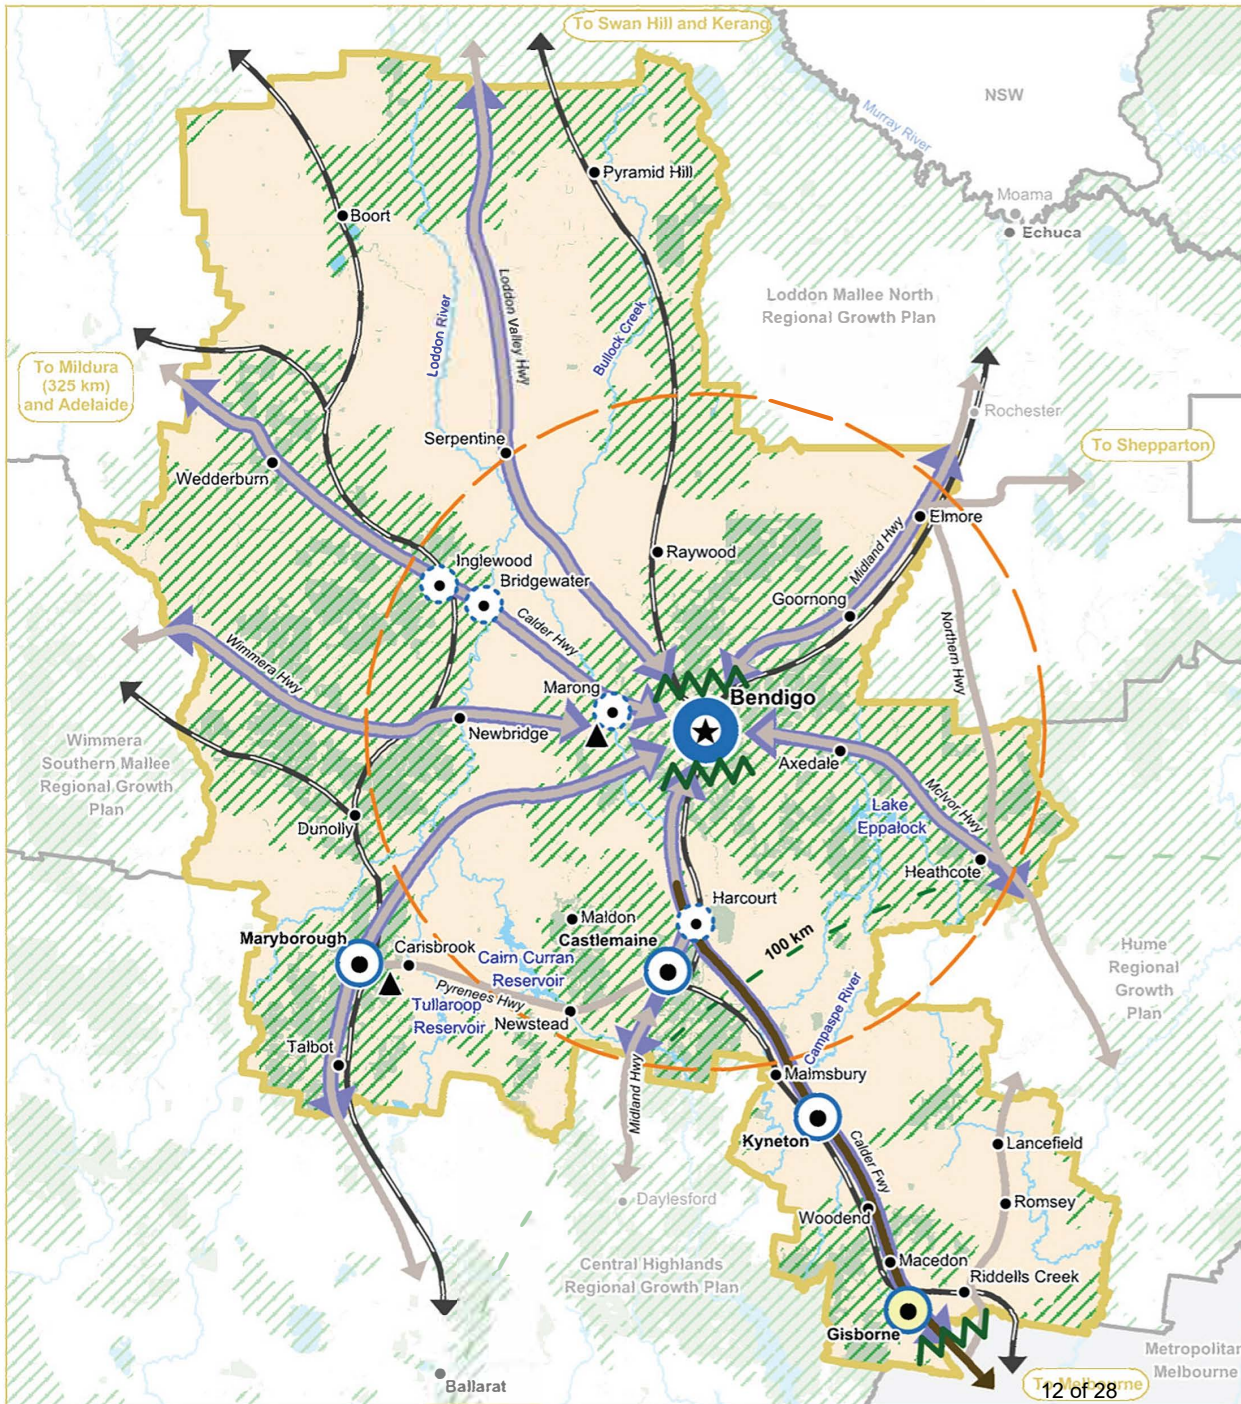 To Swan Hill and Kerang
NSW
Murray River
Pyramid Hill
Moama
Echuca
Boort
Loddon Valley Hwy
Loddon River
Bullock Creek
Loddon Mallee North
Regional Growth Plan
To Mildura
(325 km)
and Adelaide
Rochester
Serpentine
To Shepparton
Wedderburn
Elmore
Midland Hwy
Raywood
Inglewood
Bridgewater
Goornong
Calder Hwy
Northern Hwy
Wimmera Hwy
Marong
Bendigo
Newbridge
Axedale
Wimmera
Southern Mallee
Regional Growth
Plan
McIvor Hwy
Lake
Eppalock
Dunolly
Heathcote
Harcourt
Maldon
Maryborough
Castlemaine
100 km
Carisbrook
Cairn Curran
Reservoir
Hume
Regional
Growth
Plan
Pyrenees Hwy
Tullaroop
Reservoir
Newstead
Campaspe River
Talbot
Malmsbury
Midland Hwy
Kyneton
Calder Fwy
Lancefield
Daylesford
Romsey
Woodend
Central Highlands
Regional Growth Plan
Macedon
Riddells Creek
Gisborne
Metropolitan
Melbourne
Ballarat
To Melbourne
12 of 28